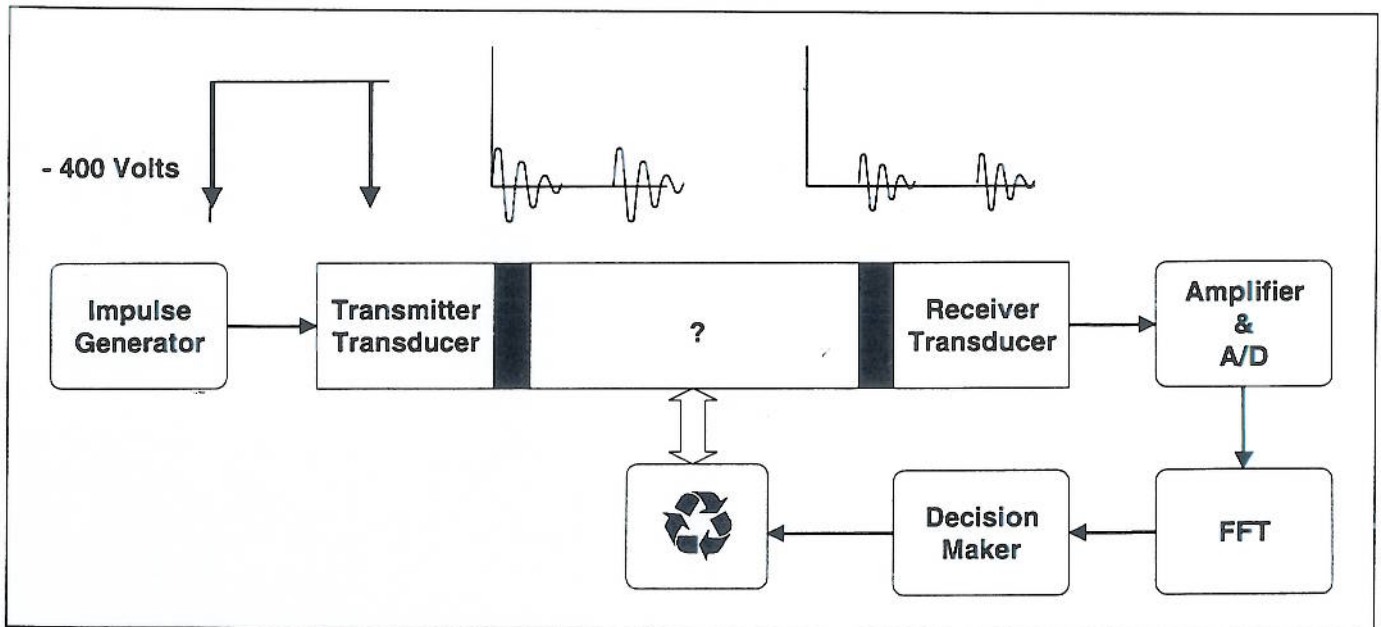 - 400 Volts
Impulse
Generator
Transmitter
Transducer
?
Receiver
Transducer
Amplifier
&
A/D
Decision
Maker
FFT